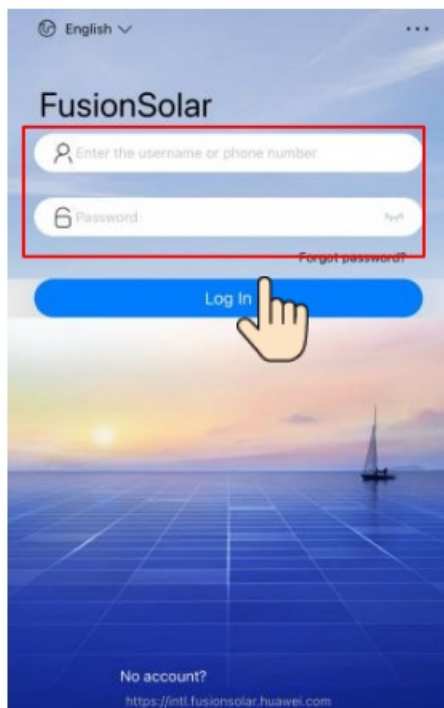 English
...
FusionSolar
Enter the username or phone number
Password
Forgot password?
Log In
No account?
https://intl.fusionsolar.huawei.com